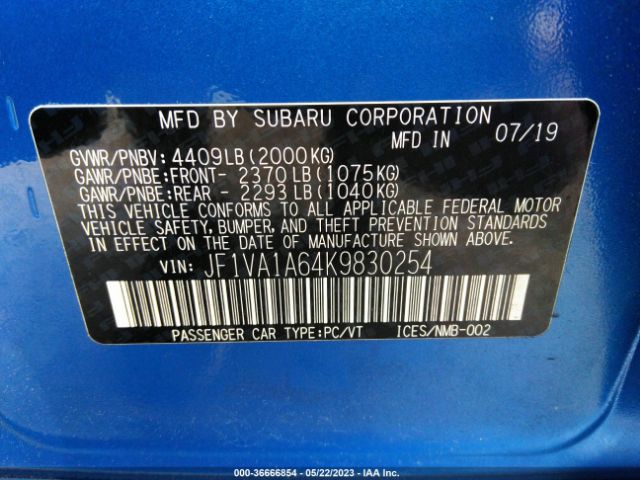 MFD BY SUBARU CORPORATION
MFD IN 07/19
GVWR/PNBV: 4409LB(2000KG)
GAWR/PNBE:FRONT- 2370LB(1075KG)
GAWR/PNBE:REAR - 2293LB(1040KG)
THIS VEHICLE CONFORMS TO ALL APPLICABLE FEDERAL MOTOR
VEHICLE SAFETY, BUMPER, AND THEFT PREVENTION STANDARDS
IN EFFECT ON THE DATE OF MANUFACTURE SHOWN ABOVE.
VIN: JF1VA1A64K9830254
PASSENGER CAR TYPE:PC/VT ICES/NMB-002
000-36666854 - 05/22/2023 - IAA Inc.